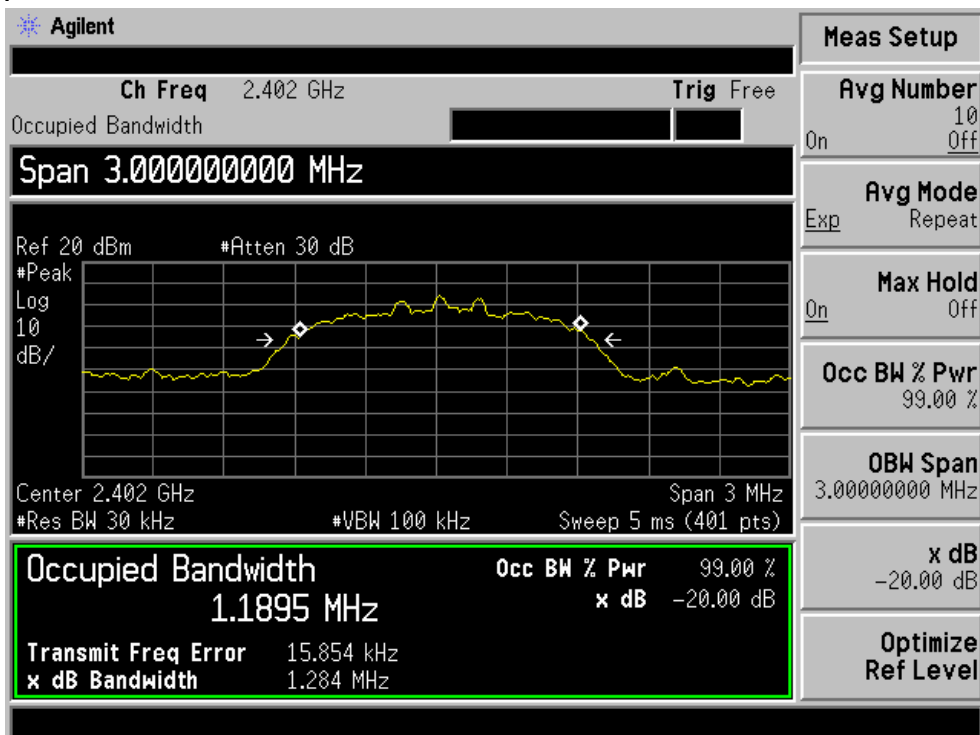 Agilent
Meas Setup
Ch Freq 2.402 GHz Trig Free
Occupied Bandwidth
Span 3.000000000 MHz
Ref 20 dBm #Atten 30 dB
#Peak
Log
10
dB/
Center 2.402 GHz Span 3 MHz
#Res BW 30 kHz #VBW 100 kHz Sweep 5 ms (401 pts)
Occupied Bandwidth Occ BW % Pwr 99.00 %
1.1895 MHz x dB -20.00 dB
Transmit Freq Error 15.854 kHz
x dB Bandwidth 1.284 MHz
Avg Number
10
On Off
Avg Mode
Exp Repeat
Max Hold
On Off
Occ BW % Pwr
99.00 %
OBW Span
3.00000000 MHz
x dB
-20.00 dB
Optimize
Ref Level